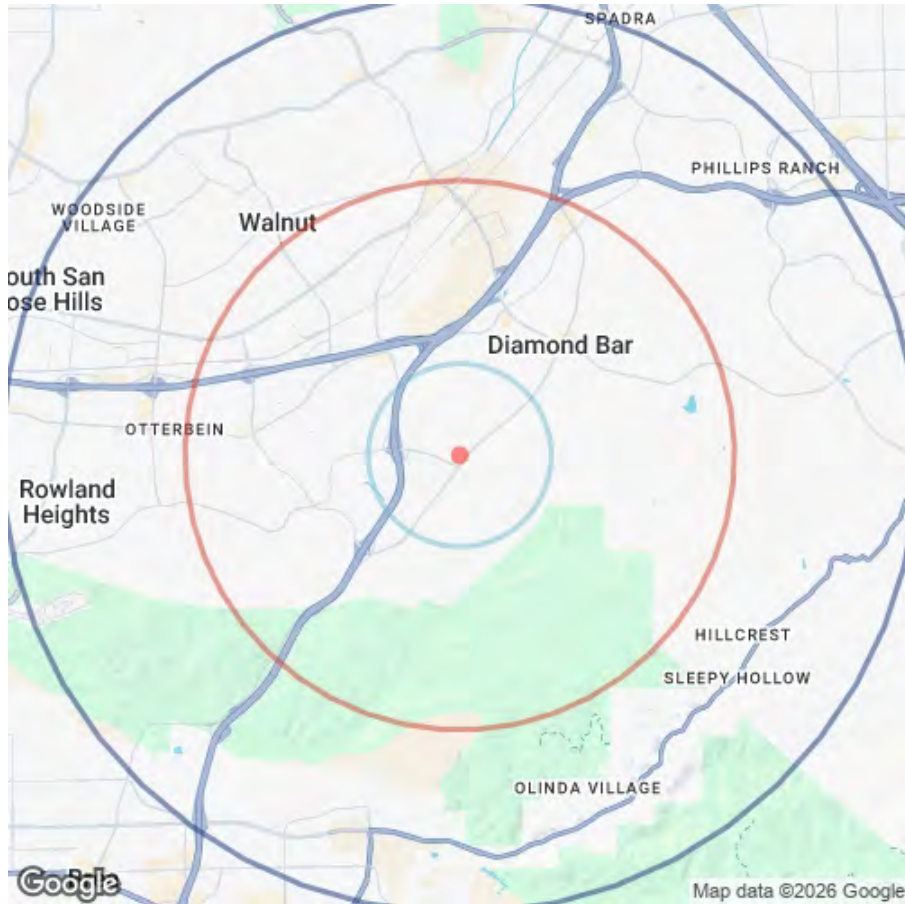 SPADRA
PHILLIPS RANCH
WOODSIDE
VILLAGE
Walnut
outh San
ose Hills
Diamond Bar
OTTERBEIN
Rowland
Heights
HILLCREST
SLEEPY HOLLOW
OLINDA VILLAGE
Google
Map data ©2026 Google